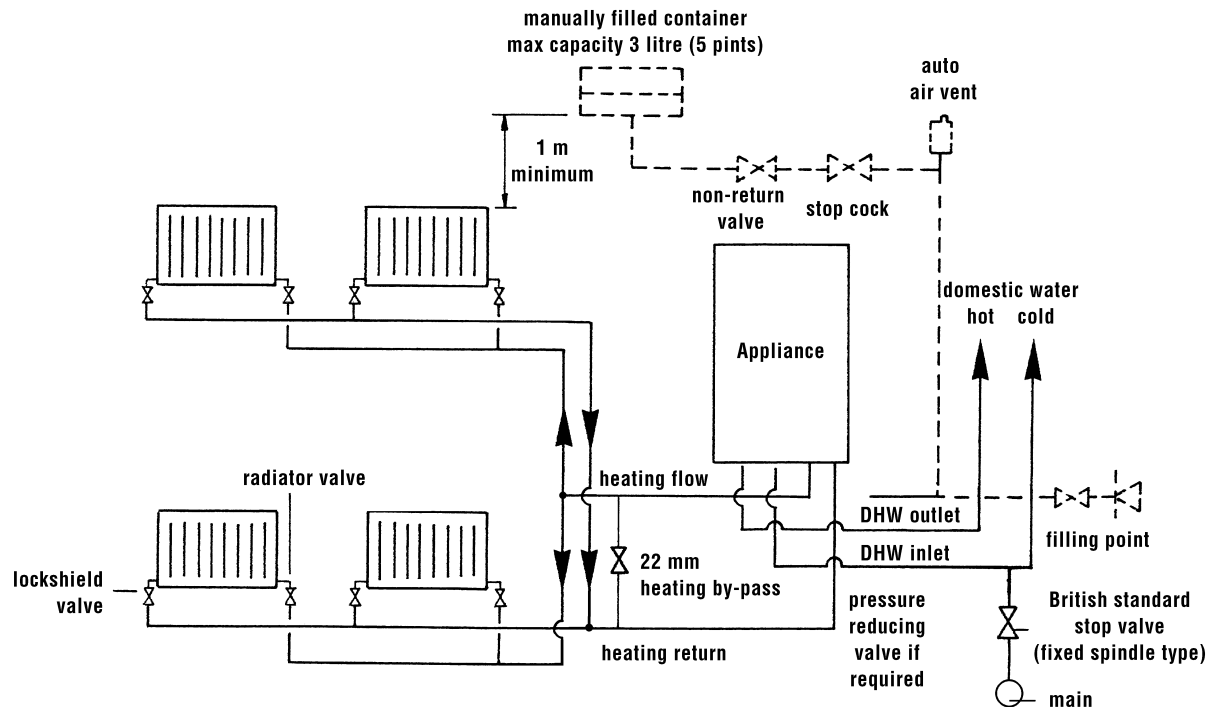 manually filled container
max capacity 3 litre (5 pints)
auto
air vent
1 m
minimum
non-return
valve
stop cock
domestic water
hot cold
Appliance
radiator valve
heating flow
DHW outlet
filling point
DHW inlet
lockshield
valve
22 mm
heating by-pass
pressure
reducing
valve if
required
British standard
stop valve
(fixed spindle type)
heating return
main